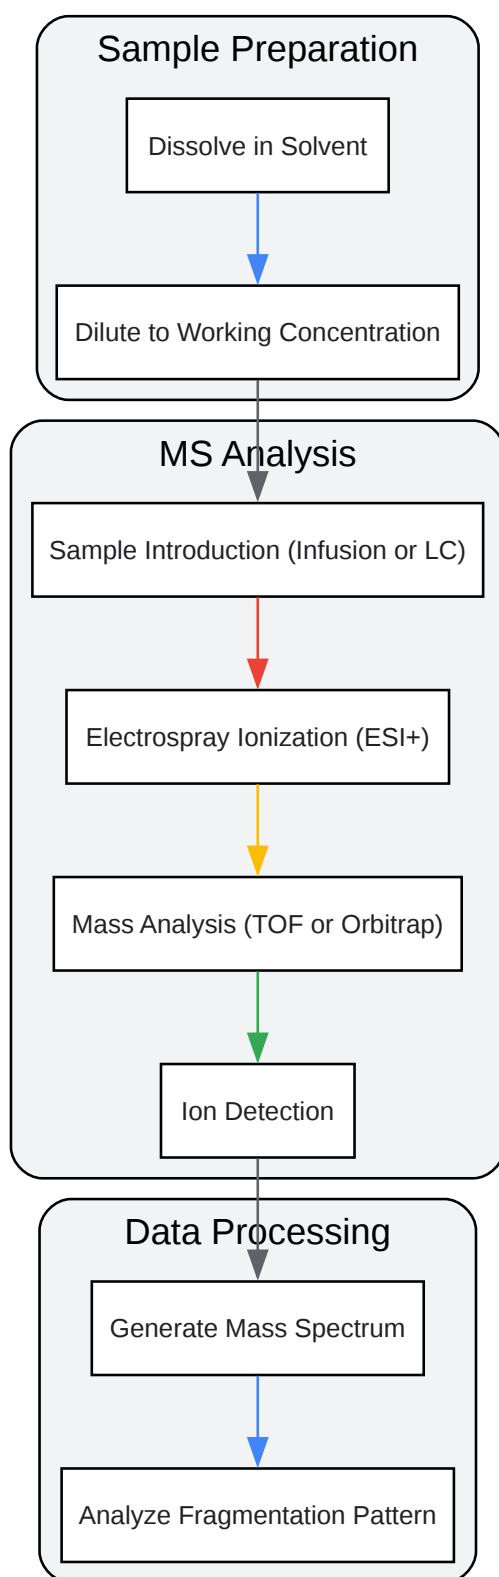 Sample Preparation
Dissolve in Solvent
Dilute to Working Concentration
MS Analysis
Sample Introduction (Infusion or LC)
Electrospray Ionization (ESI+)
Mass Analysis (TOF or Orbitrap)
Ion Detection
Data Processing
Generate Mass Spectrum
Analyze Fragmentation Pattern